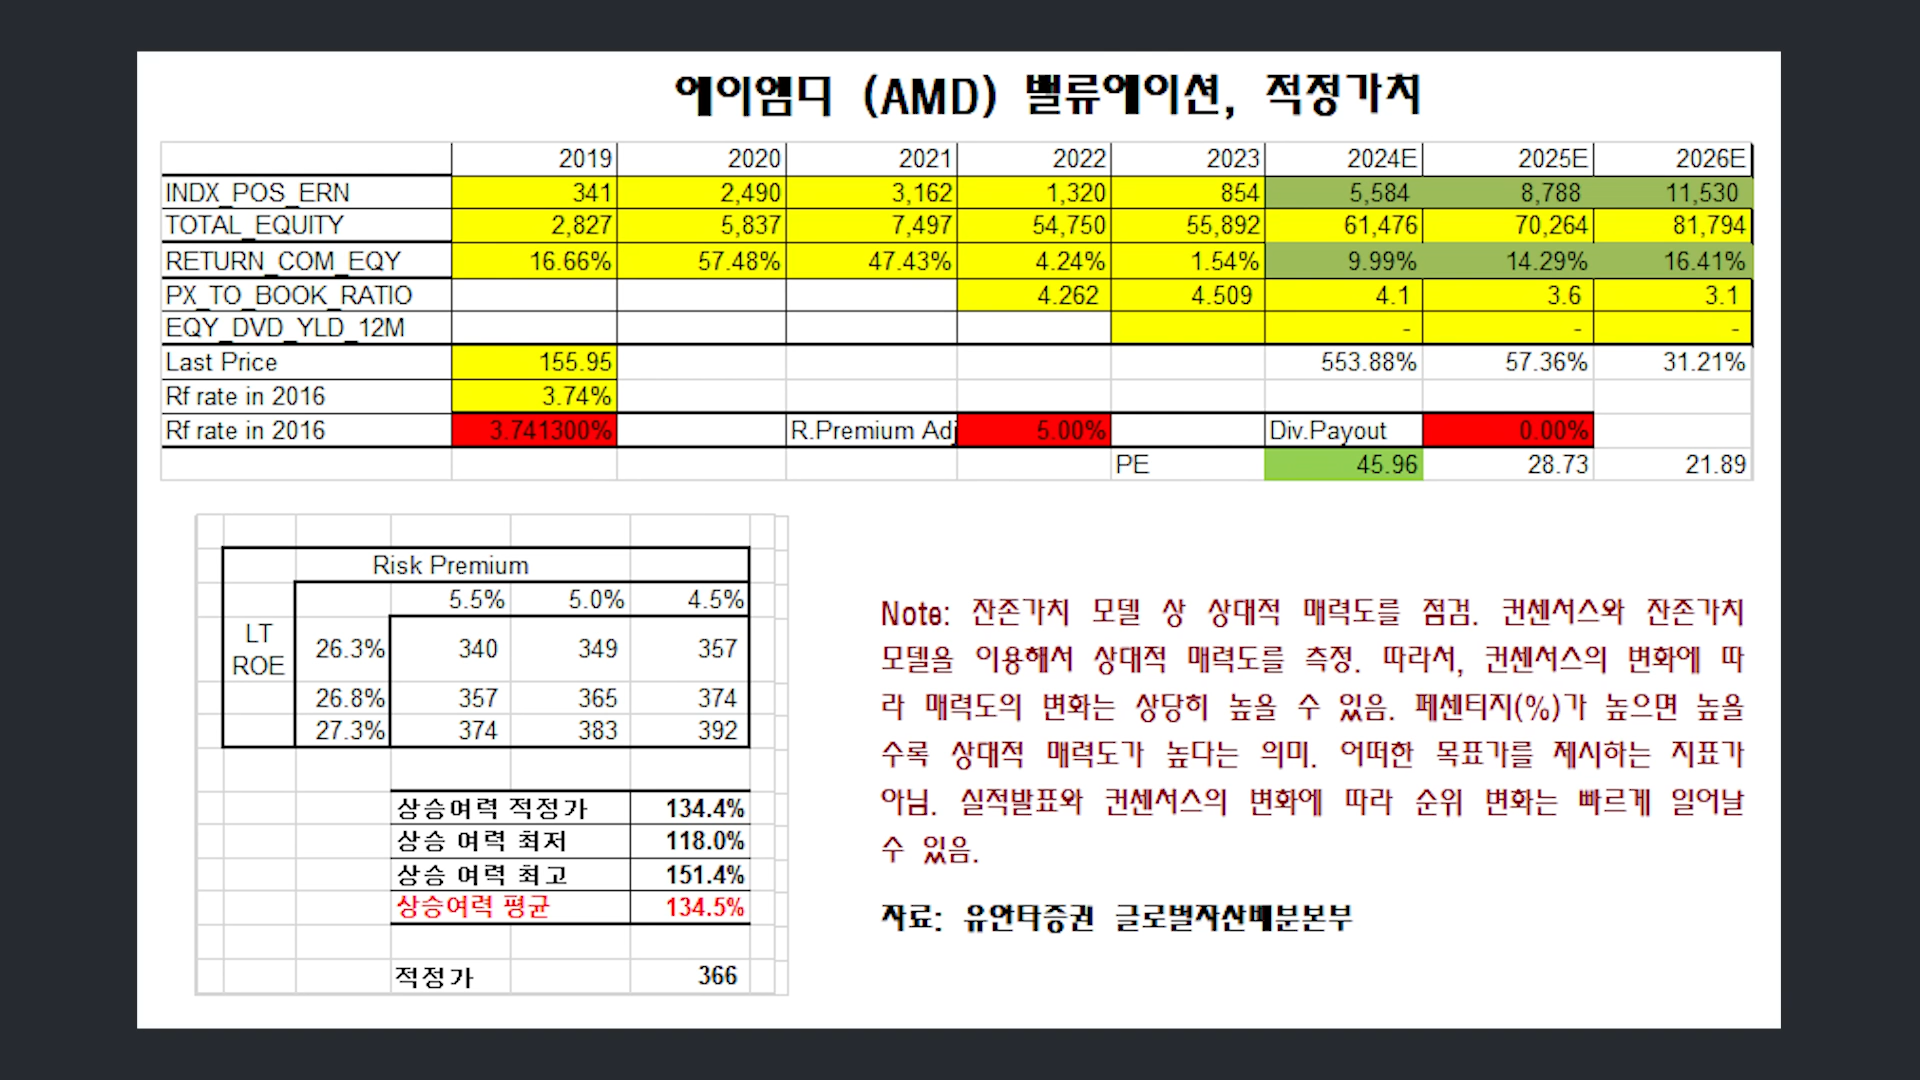 에이엠디 (AMD) 밸류에이션, 적정가치
2019 2020 2021 2022 2023 2024E 2025E 2026E
INDX_POS_ERN 341 2,490 3,162 1,320 854 5,584 8,788 11,530
TOTAL_EQUITY 2,827 5,837 7,497 54,750 55,892 61,476 70,264 81,794
RETURN_COM_EQY 16.66% 57.48% 47.43% 4.24% 1.54% 9.99% 14.29% 16.41%
PX_TO_BOOK_RATIO 4.262 4.509 4.1 3.6 3.1
EQY_DVD_YLD_12M - - -
Last Price 155.95 553.88% 57.36% 31.21%
Rf rate in 2016 3.74%
Rf rate in 2016 3.741300% R.Premium Adj 5.00% Div.Payout 0.00%
PE 45.96 28.73 21.89
Risk Premium
5.5% 5.0% 4.5%
LT ROE 26.3% 340 349 357
26.8% 357 365 374
27.3% 374 383 392
상승여력 적정가 134.4%
상승 여력 최저 118.0%
상승 여력 최고 151.4%
상승여력 평균 134.5%
적정가 366
Note: 잔존가치 모델 상 상대적 매력도를 점검. 컨센서스와 잔존가치
모델을 이용해서 상대적 매력도를 측정. 따라서, 컨센서스의 변화에 따
라 매력도의 변화는 상당히 높을 수 있음. 퍼센티지(%)가 높으면 높을
수록 상대적 매력도가 높다는 의미. 어떠한 목표가를 제시하는 지표가
아님. 실적발표와 컨센서스의 변화에 따라 순위 변화는 빠르게 일어날
수 있음.
자료: 유안타증권 글로벌자산배분본부